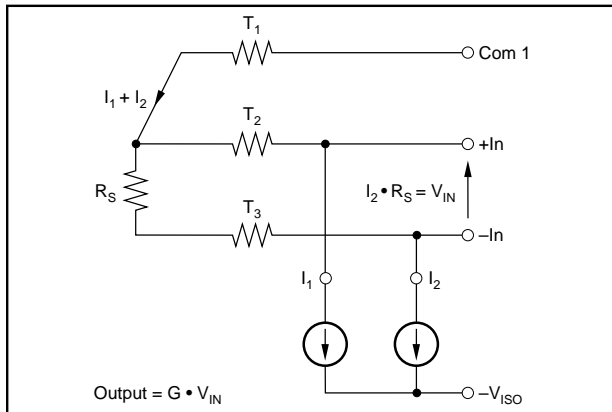 T1
Com 1
I1 + I2
T2
+In
RS
I2 • RS = VIN
T3
–In
I1
I2
Output = G • VIN
–VISO